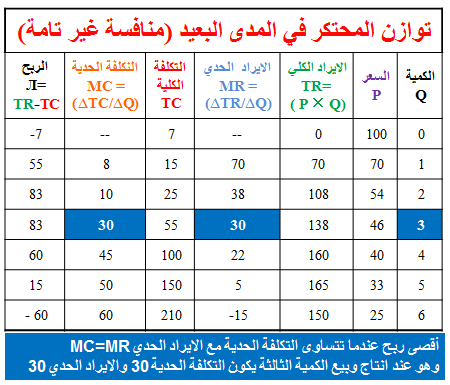 توازن المحتكر في المدى البعيد (منافسة غير تامة)
الكمية Q | السعر P | الايراد الكلي TR= ( P × Q) | الايراد الحدي MR = (ΔTR/ΔQ) | التكلفة الكلية TC | التكلفة الحدية MC = (ΔTC/ΔQ) | الربح Л= TR-TC
0 | 100 | 0 | -- | 7 | -- | -7
1 | 70 | 70 | 70 | 15 | 8 | 55
2 | 54 | 108 | 38 | 25 | 10 | 83
3 | 46 | 138 | 30 | 55 | 30 | 83
4 | 40 | 160 | 22 | 100 | 45 | 60
5 | 33 | 165 | 5 | 150 | 50 | 15
6 | 25 | 150 | -15 | 210 | 60 | - 60
أقصى ربح عندما تتساوى التكلفة الحدية مع الايراد الحدي MC=MR
وهو عند انتاج وبيع الكمية الثالثة يكون التكلفة الحدية 30 والايراد الحدي 30